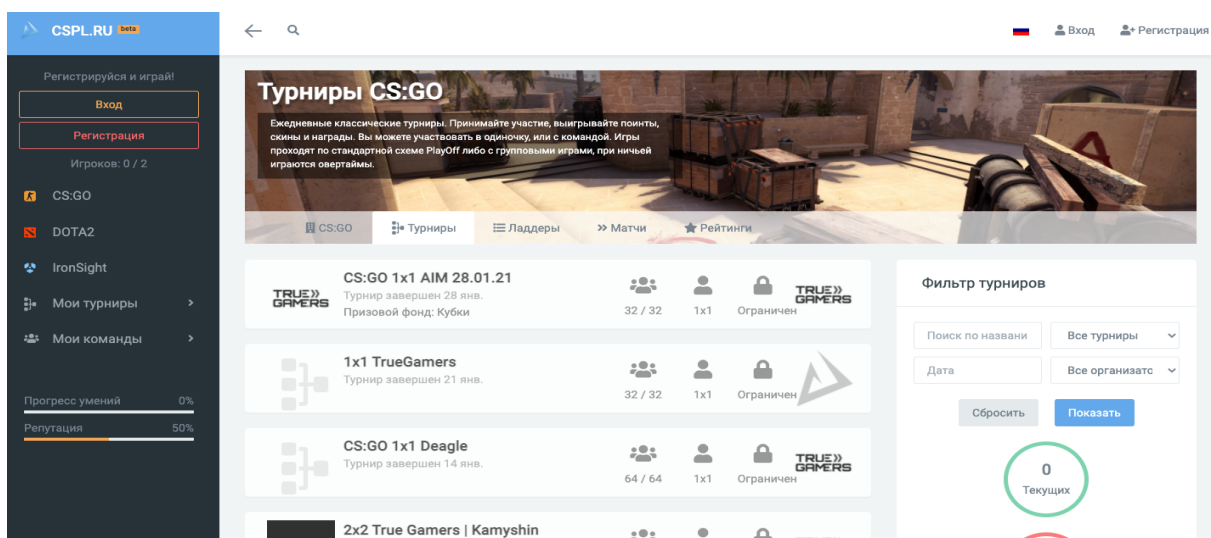 CSPL.RU beta
Вход
Регистрация
Регистрируйся и играй!
Вход
Регистрация
Игроков: 0 / 2
CS:GO
DOTA2
IronSight
Мои турниры
Мои команды
Прогресс умений 0%
Репутация 50%
Турниры CS:GO
Ежедневные классические турниры. Принимайте участие, выигрывайте поинты,
скины и награды. Вы можете участвовать в одиночку, или с командой. Игры
проходят по стандартной схеме PlayOff либо с групповыми играми, при ничьей
играются овертаймы.
CS:GO Турниры Ладдеры Матчи Рейтинги
TRUE
GAMERS
CS:GO 1x1 AIM 28.01.21
Турнир завершен 28 янв.
Призовой фонд: Кубки
32 / 32 1x1 Ограничен
TRUE
GAMERS
1x1 TrueGamers
Турнир завершен 21 янв.
32 / 32 1x1 Ограничен
CS:GO 1x1 Deagle
Турнир завершен 14 янв.
64 / 64 1x1 Ограничен
TRUE
GAMERS
2x2 True Gamers | Kamyshin
Фильтр турниров
Поиск по названи Все турниры
Дата Все организатс
Сбросить Показать
0
Текущих